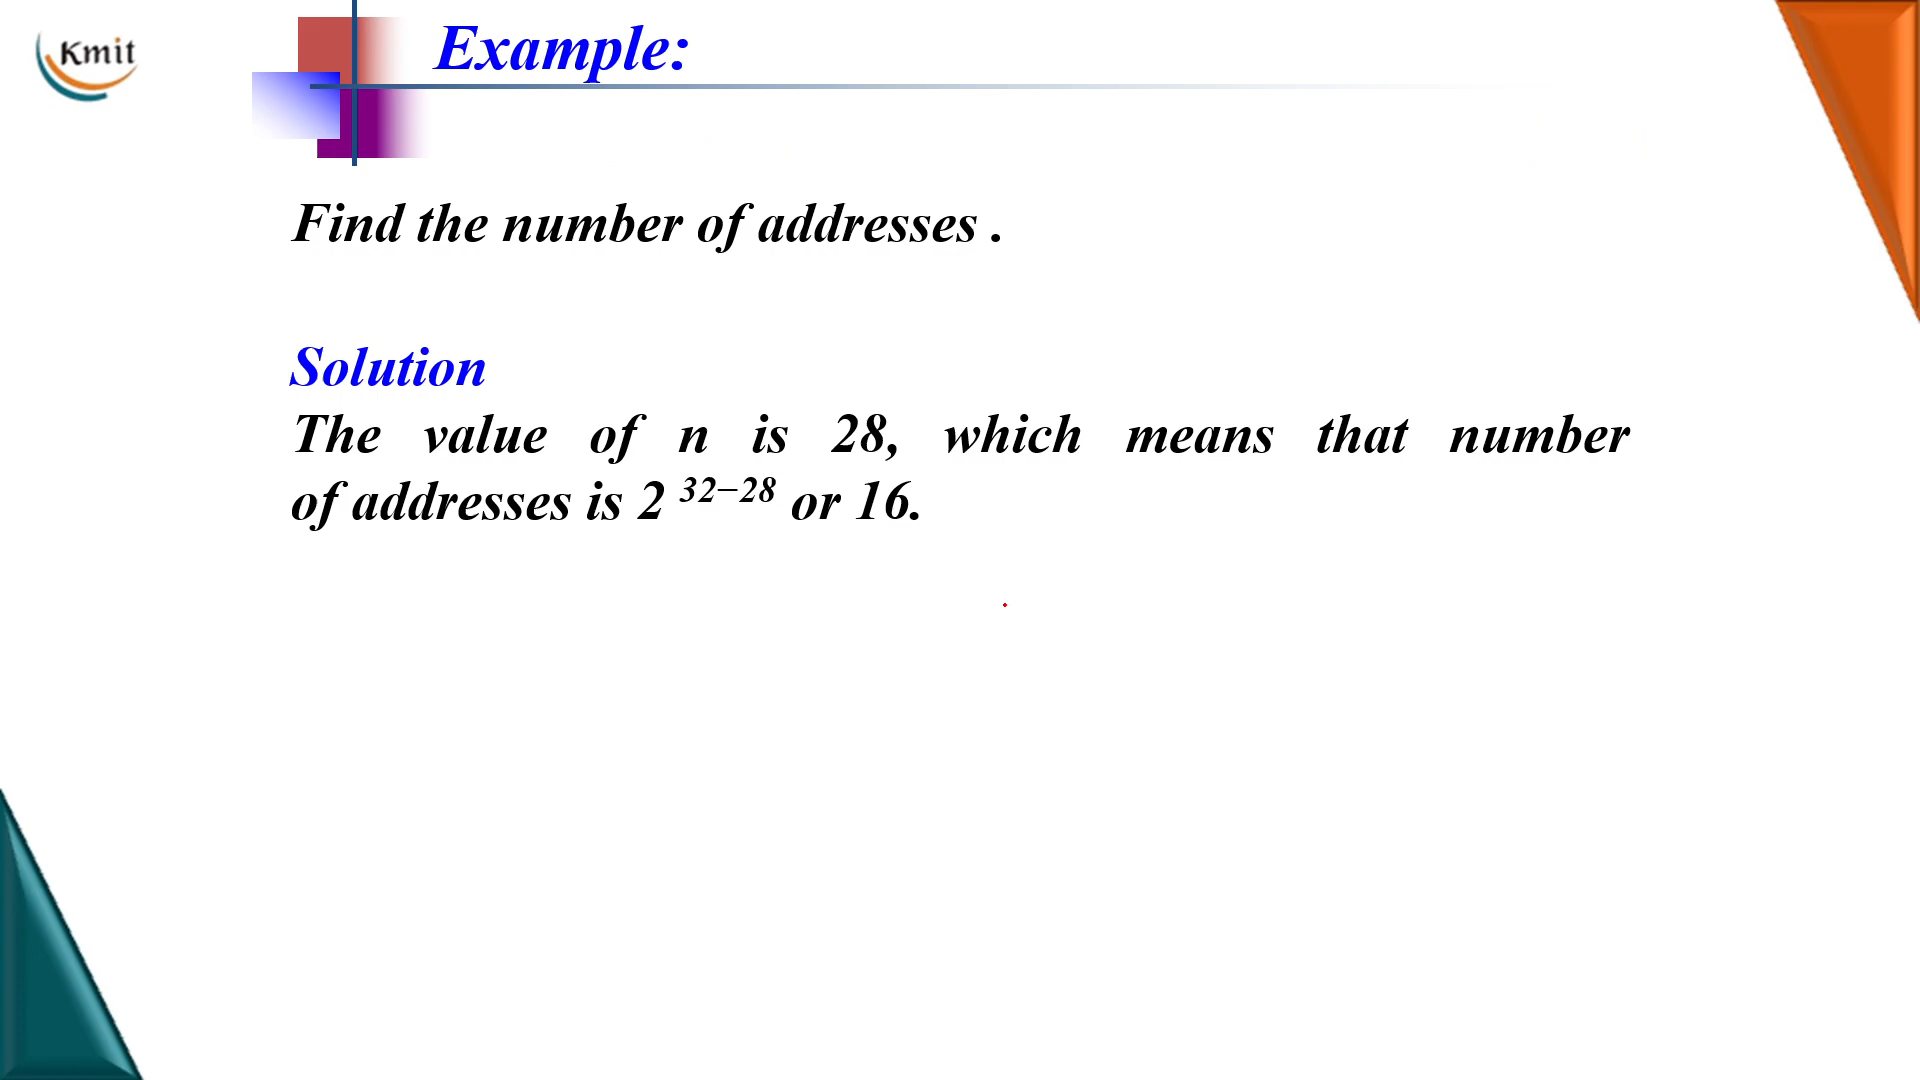 Kmit
Example:
Find the number of addresses .
Solution
The value of n is 28, which means that number
of addresses is 2 ³²⁻²⁸ or 16.